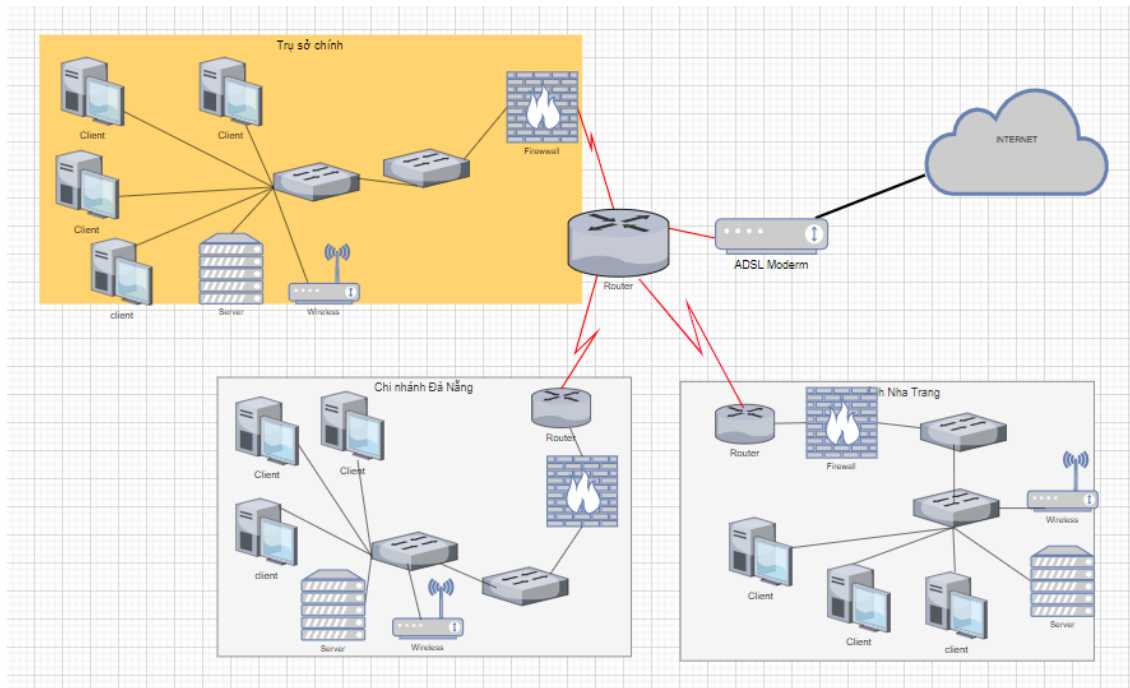 Trụ sở chính
Client
Client
Firewwall
INTERNET
Client
ADSL Moderm
client
Server
Wireless
Router
Chi nhánh Đà Nẵng
Router
Client
Client
client
Server
Wireless
Nha Trang
Router
Firewall
Wireless
Client
Client
client
Server